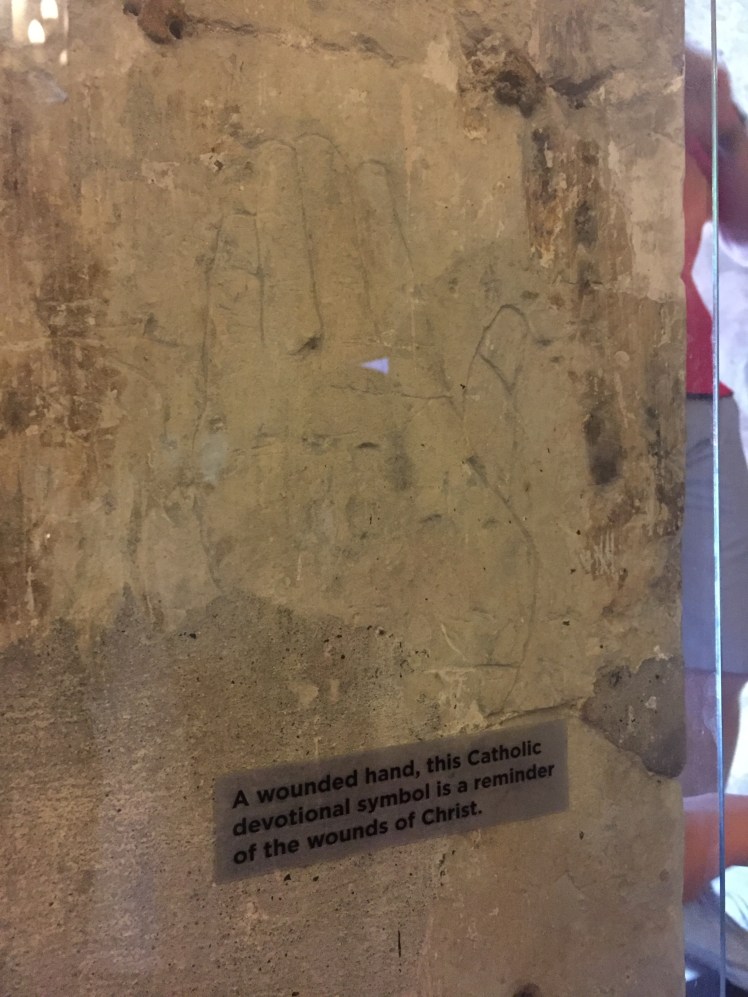 A wounded hand, this Catholic
devotional symbol is a reminder
of the wounds of Christ.